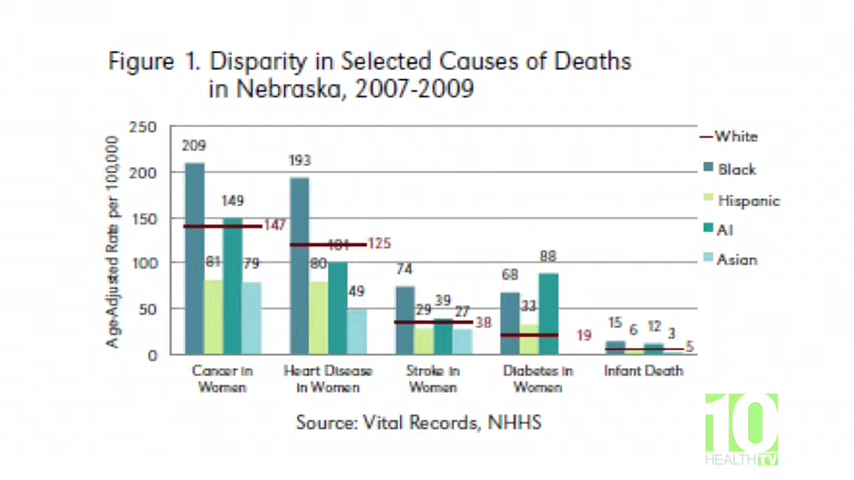 Figure 1. Disparity in Selected Causes of Deaths
in Nebraska, 2007-2009
Age-Adjusted Rate per 100,000
250
200
150
100
50
0
209
81
149
79
147
193
80
101
49
125
74
29
39
27
38
68
33
88
19
15
6
12
3
5
Cancer in
Women
Heart Disease
in Women
Stroke in
Women
Diabetes in
Women
Infant Death
White
Black
Hispanic
AI
Asian
Source: Vital Records, NHHS
10
HEALTH TV